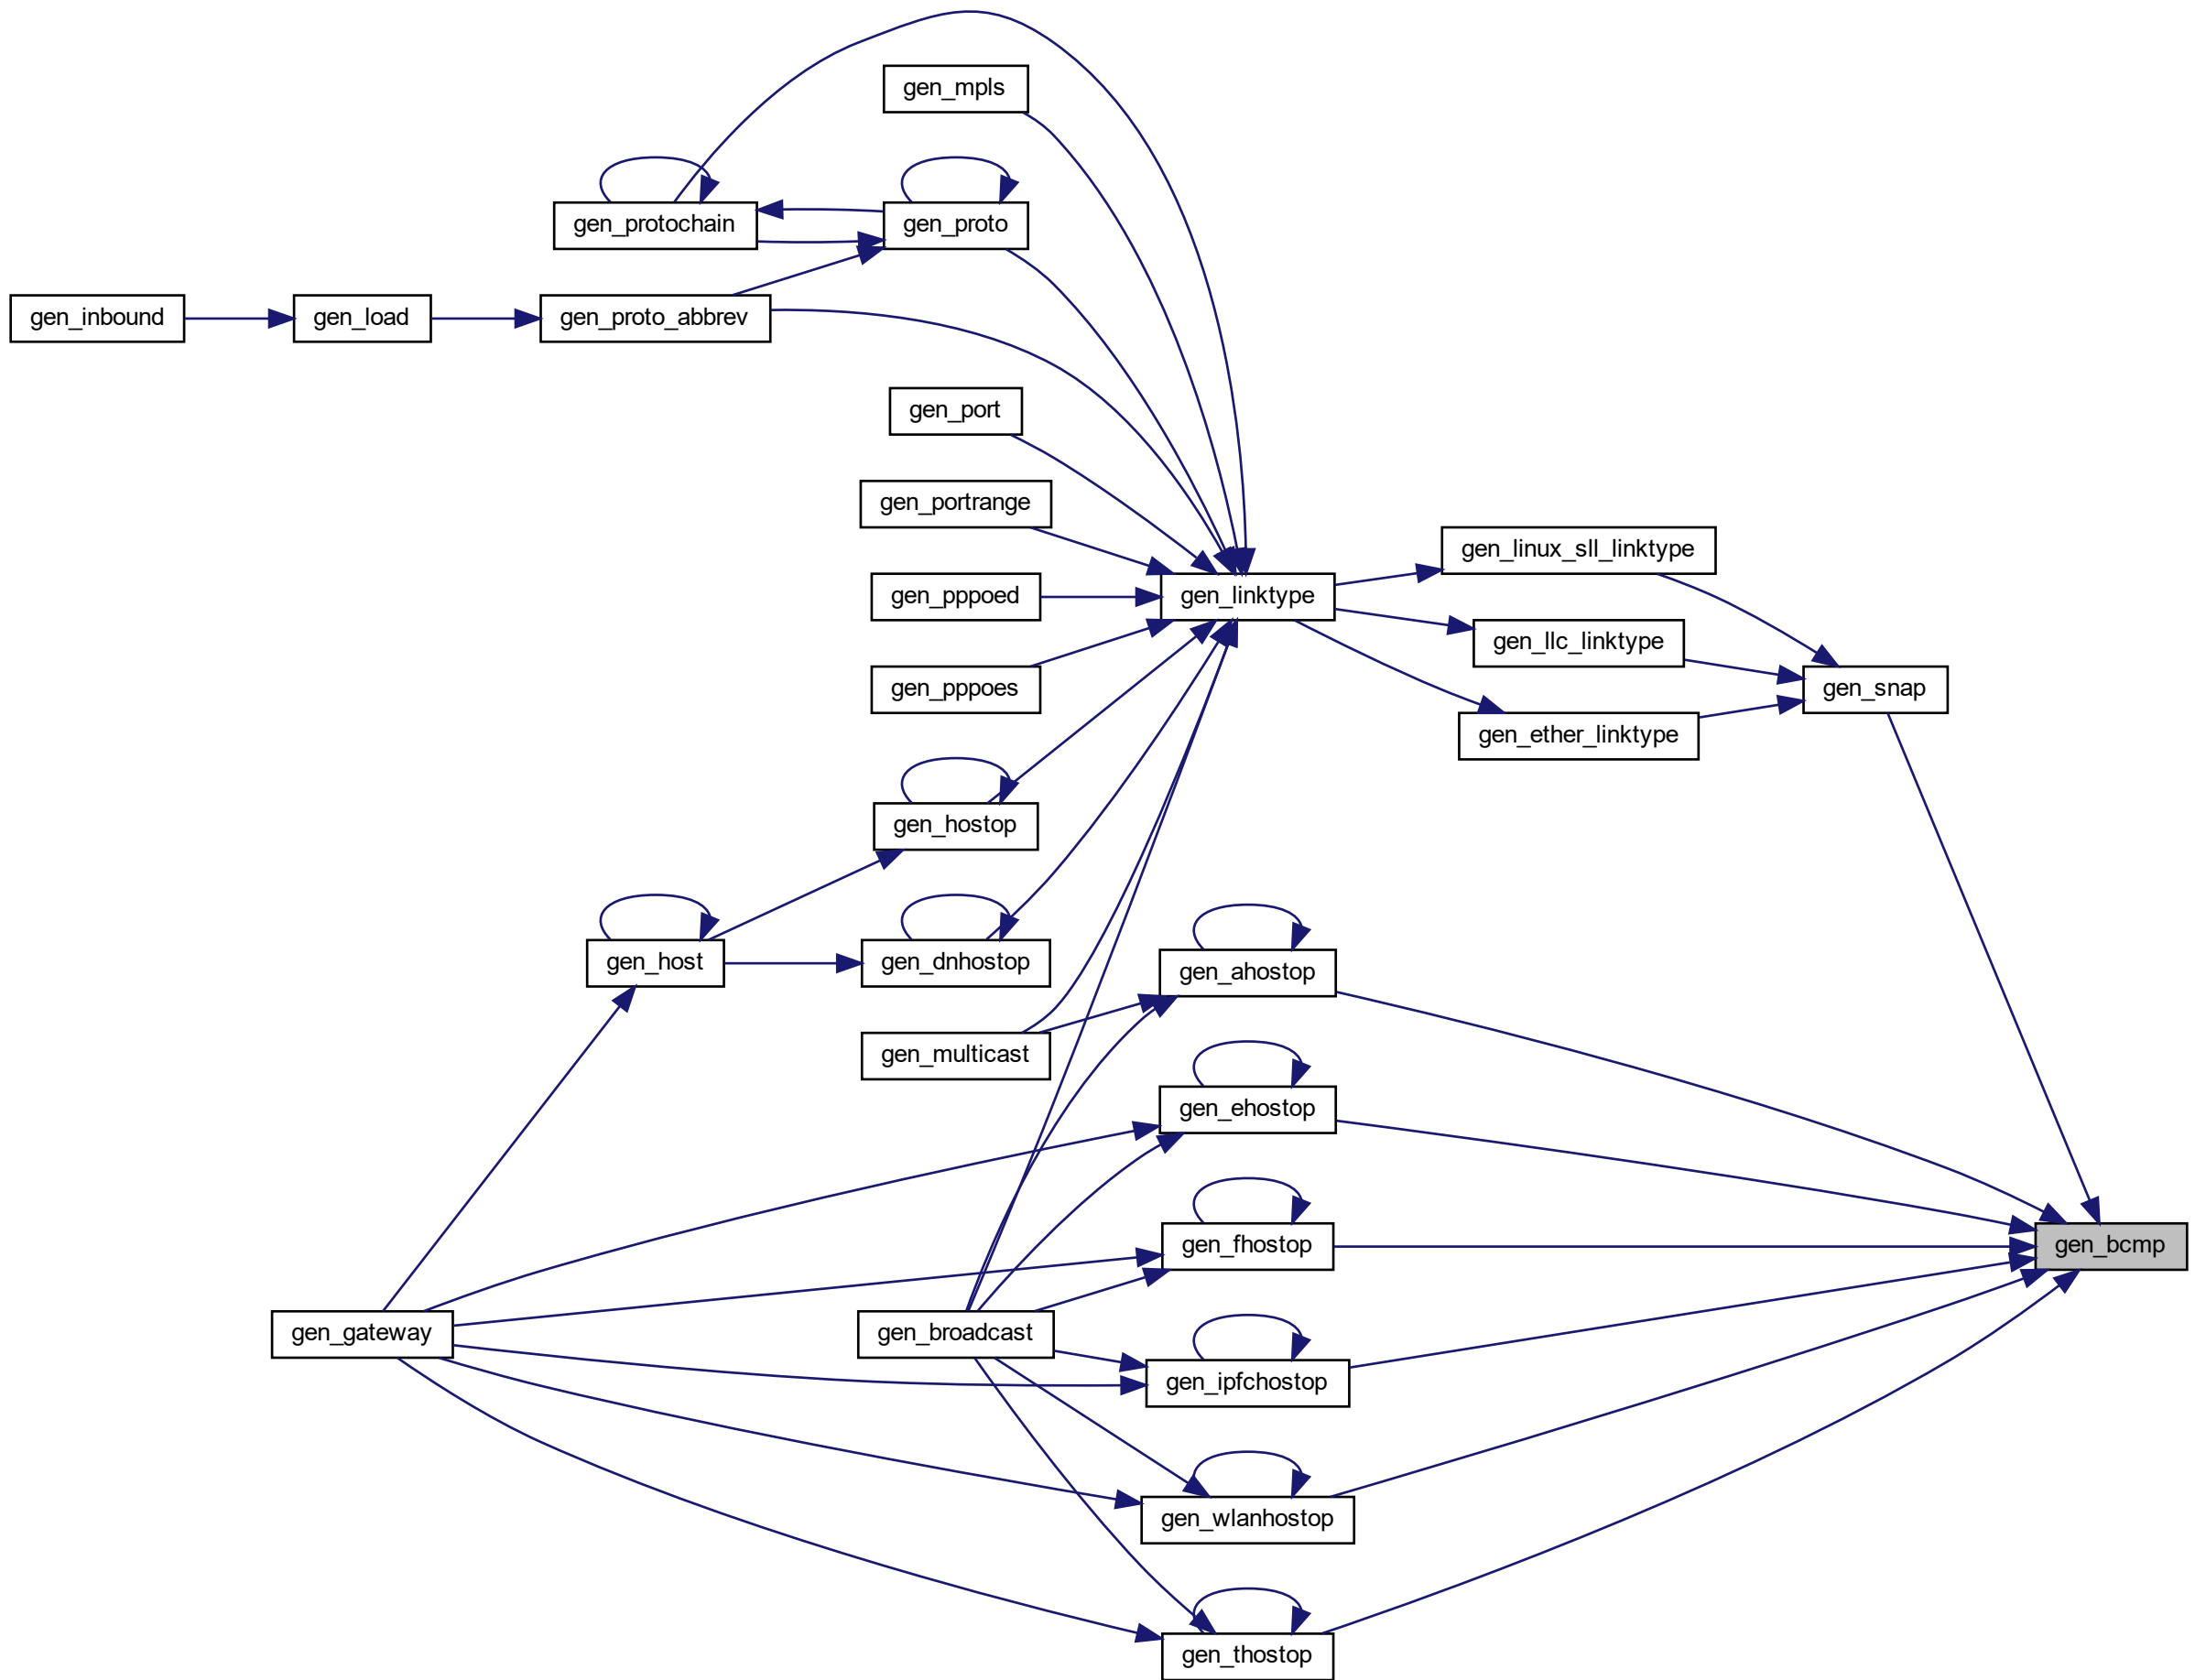 gen_mpls
gen_protochain
gen_proto
gen_inbound
gen_load
gen_proto_abbrev
gen_port
gen_portrange
gen_linux_sll_linktype
gen_pppoed
gen_linktype
gen_llc_linktype
gen_pppoes
gen_snap
gen_ether_linktype
gen_hostop
gen_host
gen_dnhostop
gen_ahostop
gen_multicast
gen_ehostop
gen_fhostop
gen_bcmp
gen_gateway
gen_broadcast
gen_ipfchostop
gen_wlanhostop
gen_thostop